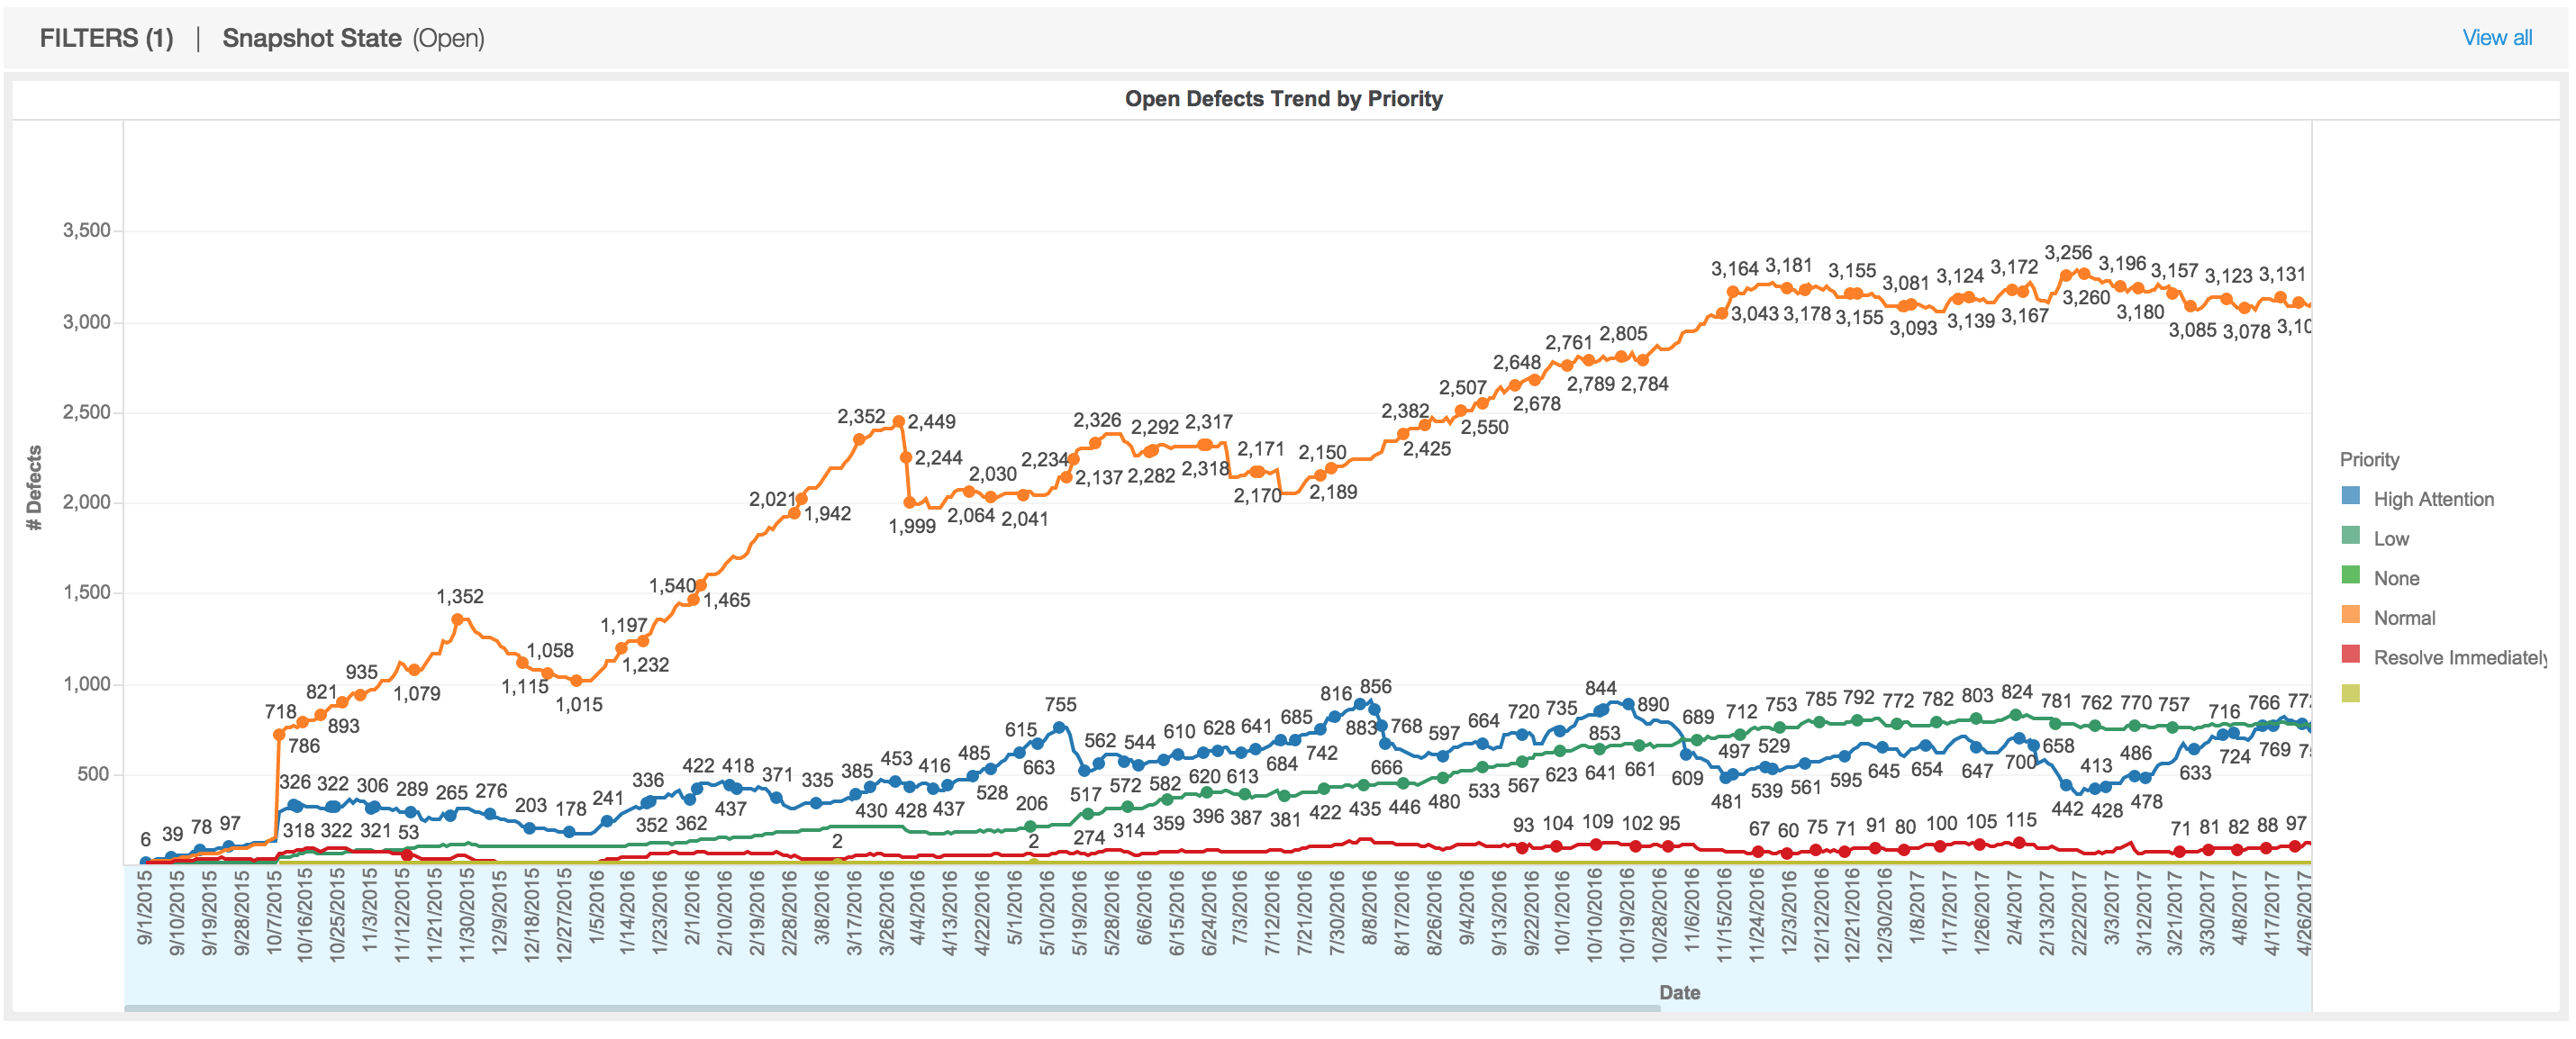 FILTERS (1) | Snapshot State (Open) View all
Open Defects Trend by Priority
# Defects
3,500
3,000
2,500
2,000
1,500
1,000
500
718 786 821 893 935 1,079 1,352 1,115 1,058 1,015 1,197 1,232 1,540 1,465 2,021 1,942 2,352 2,449 2,244 1,999 2,064 2,030 2,041 2,234 2,137 2,326 2,282 2,292 2,318 2,317 2,170 2,171 2,150 2,189 2,382 2,425 2,507 2,550 2,648 2,678 2,761 2,789 2,805 2,784 3,164 3,043 3,181 3,178 3,155 3,155 3,081 3,093 3,124 3,139 3,172 3,167 3,256 3,260 3,196 3,180 3,157 3,085 3,123 3,078 3,131 3,10
6 39 78 97 326 318 322 322 306 321 289 265 276 203 178 241 336 352 362 422 437 418 371 335 385 430 453 428 416 437 485 528 615 663 755 517 562 572 544 582 610 620 628 613 641 684 685 742 816 883 856 768 666 597 664 720 735 844 853 890 609 481 497 539 529 561 595 645 654 647 700 658 442 428 413 486 478 633 716 724 766 769 77
206 274 314 359 396 387 381 422 435 446 480 533 567 623 641 661 689 712 753 785 792 772 782 803 824 781 762 770 757
53 93 104 109 102 95 67 60 75 71 91 80 100 105 115 71 81 82 88 97
2 2
9/1/2015 9/10/2015 9/19/2015 9/28/2015 10/7/2015 10/16/2015 10/25/2015 11/3/2015 11/12/2015 11/21/2015 11/30/2015 12/9/2015 12/18/2015 12/27/2015 1/5/2016 1/14/2016 1/23/2016 2/1/2016 2/10/2016 2/19/2016 2/28/2016 3/8/2016 3/17/2016 3/26/2016 4/4/2016 4/13/2016 4/22/2016 5/1/2016 5/10/2016 5/19/2016 5/28/2016 6/6/2016 6/15/2016 6/24/2016 7/3/2016 7/12/2016 7/21/2016 7/30/2016 8/8/2016 8/17/2016 8/26/2016 9/4/2016 9/13/2016 9/22/2016 10/1/2016 10/10/2016 10/19/2016 10/28/2016 11/6/2016 11/15/2016 11/24/2016 12/3/2016 12/12/2016 12/21/2016 12/30/2016 1/8/2017 1/17/2017 1/26/2017 2/4/2017 2/13/2017 2/22/2017 3/3/2017 3/12/2017 3/21/2017 3/30/2017 4/8/2017 4/17/2017 4/26/2017
Date
Priority
High Attention
Low
None
Normal
Resolve Immediately